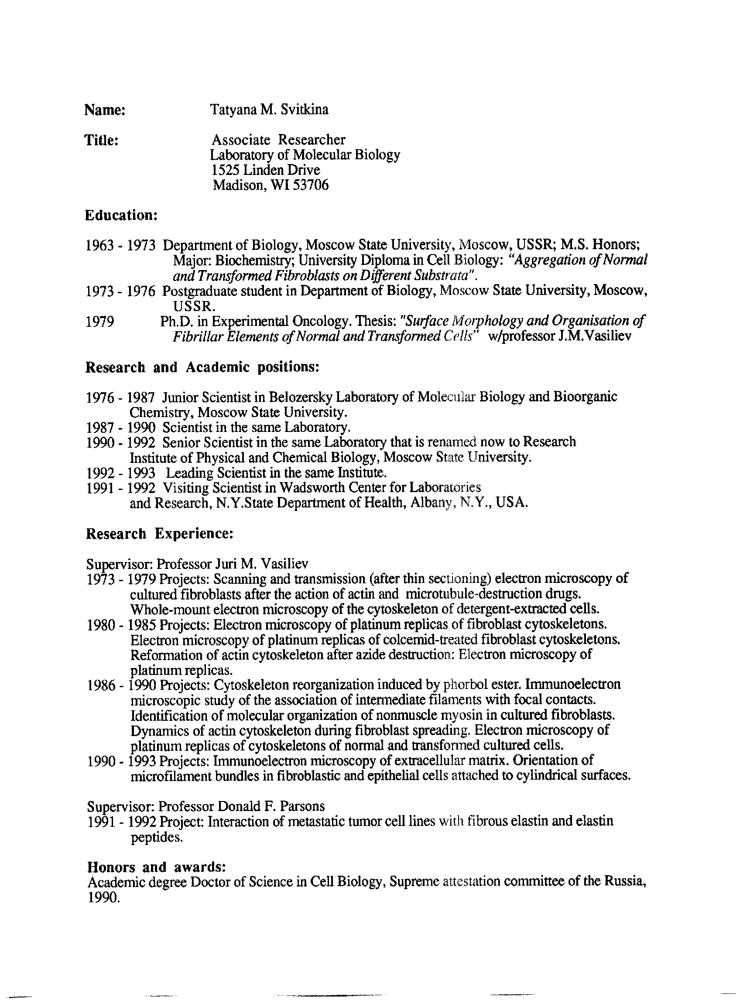 Name: Tatyana M. Svitkina
Title: Associate Researcher
Laboratory of Molecular Biology
1525 Linden Drive
Madison, WI 53706
Education:
1963 - 1973 Department of Biology, Moscow State University, Moscow, USSR; M.S. Honors;
Major: Biochemistry; University Diploma in Cell Biology: "Aggregation of Normal
and Transformed Fibroblasts on Different Substrata".
1973 - 1976 Postgraduate student in Department of Biology, Moscow State University, Moscow,
USSR.
1979 Ph.D. in Experimental Oncology. Thesis: "Surface Morphology and Organisation of
Fibrillar Elements of Normal and Transformed Cells" w/professor J.M.Vasiliev
Research and Academic positions:
1976 - 1987 Junior Scientist in Belozersky Laboratory of Molecular Biology and Bioorganic
Chemistry, Moscow State University.
1987 - 1990 Scientist in the same Laboratory.
1990 - 1992 Senior Scientist in the same Laboratory that is renamed now to Research
Institute of Physical and Chemical Biology, Moscow State University.
1992 - 1993 Leading Scientist in the same Institute.
1991 - 1992 Visiting Scientist in Wadsworth Center for Laboratories
and Research, N.Y.State Department of Health, Albany, N.Y., USA.
Research Experience:
Supervisor: Professor Juri M. Vasiliev
1973 - 1979 Projects: Scanning and transmission (after thin sectioning) electron microscopy of
cultured fibroblasts after the action of actin and microtubule-destruction drugs.
Whole-mount electron microscopy of the cytoskeleton of detergent-extracted cells.
1980 - 1985 Projects: Electron microscopy of platinum replicas of fibroblast cytoskeletons.
Electron microscopy of platinum replicas of colcemid-treated fibroblast cytoskeletons.
Reformation of actin cytoskeleton after azide destruction: Electron microscopy of
platinum replicas.
1986 - 1990 Projects: Cytoskeleton reorganization induced by phorbol ester. Immunoelectron
microscopic study of the association of intermediate filaments with focal contacts.
Identification of molecular organization of nonmuscle myosin in cultured fibroblasts.
Dynamics of actin cytoskeleton during fibroblast spreading. Electron microscopy of
platinum replicas of cytoskeletons of normal and transformed cultured cells.
1990 - 1993 Projects: Immunoelectron microscopy of extracellular matrix. Orientation of
microfilament bundles in fibroblastic and epithelial cells attached to cylindrical surfaces.
Supervisor: Professor Donald F. Parsons
1991 - 1992 Project: Interaction of metastatic tumor cell lines with fibrous elastin and elastin
peptides.
Honors and awards:
Academic degree Doctor of Science in Cell Biology, Supreme attestation committee of the Russia,
1990.